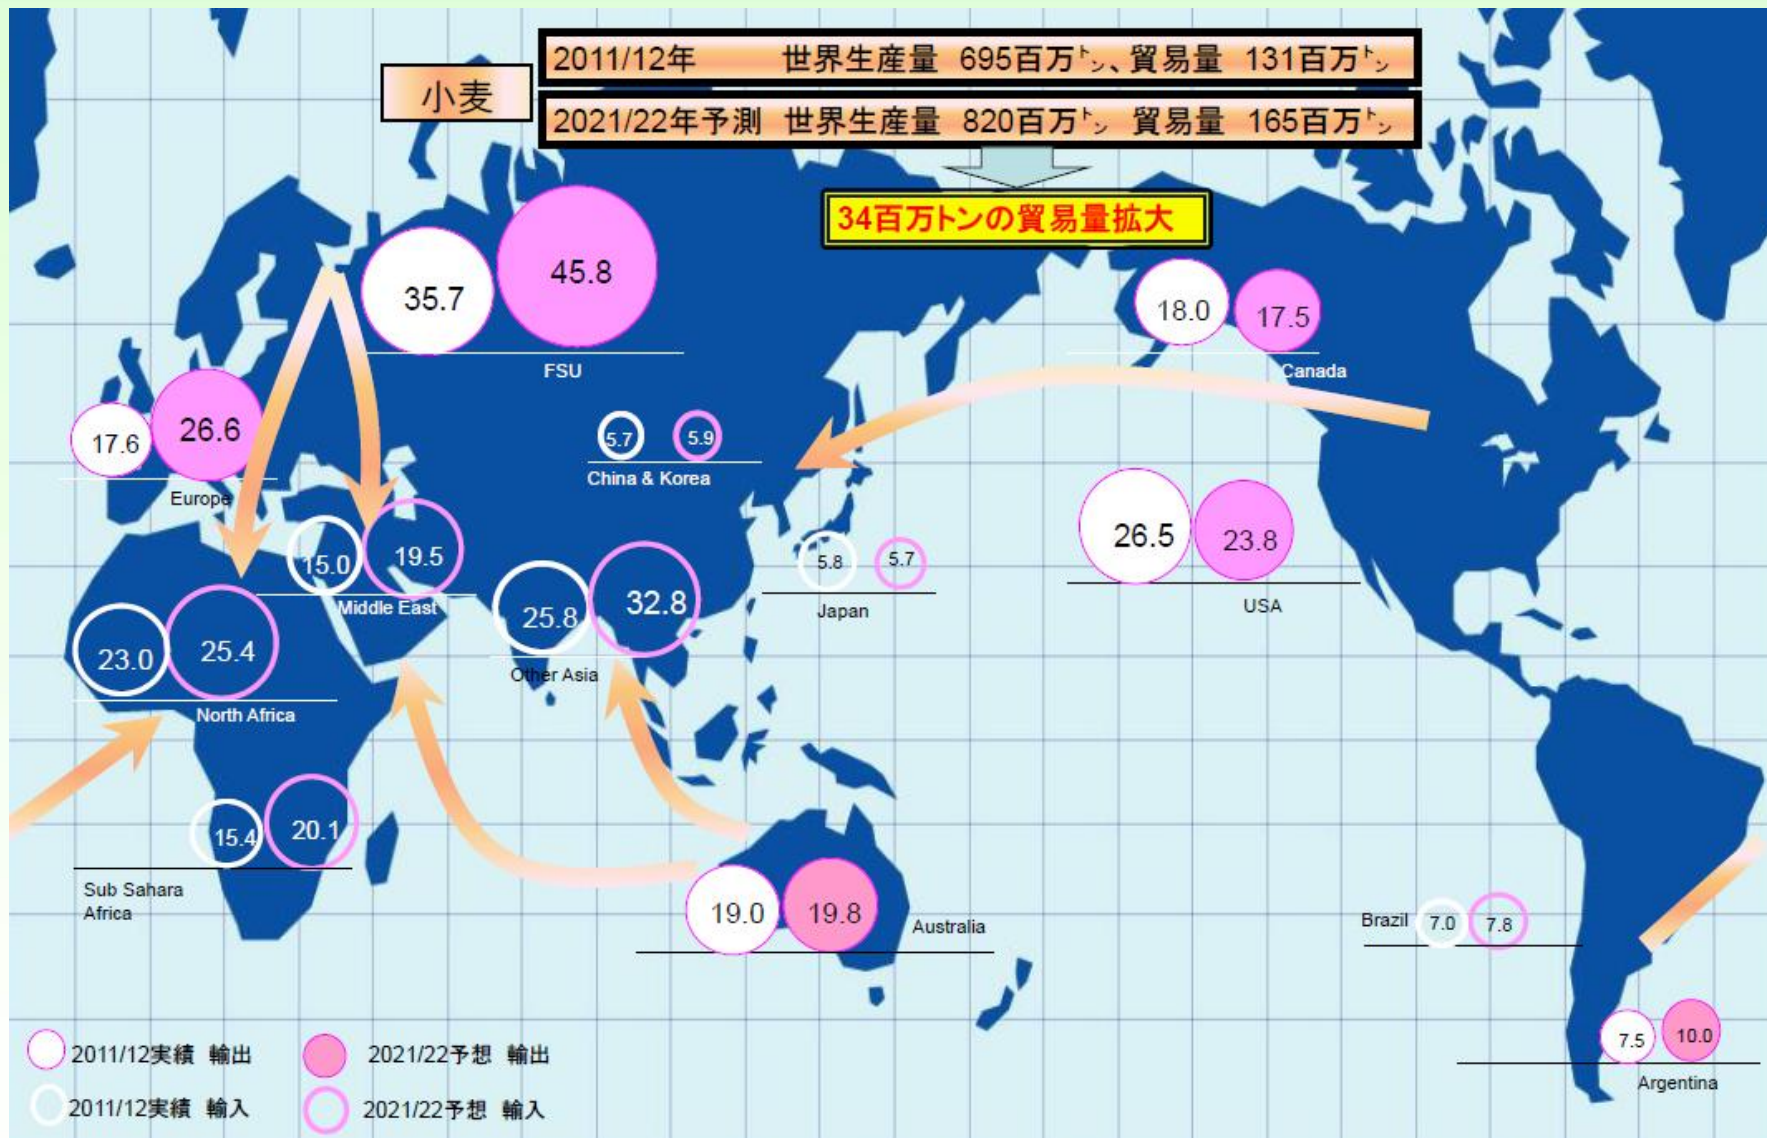 小麦
2011/12年 世界生産量 695百万㌧、貿易量 131百万㌧
2021/22年予測 世界生産量 820百万㌧ 貿易量 165百万㌧
34百万トンの貿易量拡大
35.7
45.8
FSU
18.0
17.5
Canada
17.6
26.6
Europe
5.7
5.9
China & Korea
26.5
23.8
USA
15.0
19.5
Middle East
5.8
5.7
Japan
25.8
32.8
Other Asia
23.0
25.4
North Africa
15.4
20.1
Sub Sahara
Africa
19.0
19.8
Australia
Brazil
7.0
7.8
7.5
10.0
Argentina
2011/12実績 輸出
2021/22予想 輸出
2011/12実績 輸入
2021/22予想 輸入